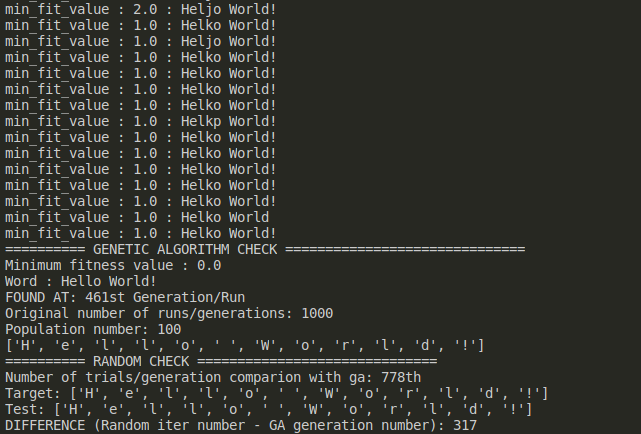 min_fit_value : 2.0 : Heljo World!
min_fit_value : 1.0 : Helko World!
min_fit_value : 1.0 : Heljo World!
min_fit_value : 1.0 : Helko World!
min_fit_value : 1.0 : Helko World!
min_fit_value : 1.0 : Helko World!
min_fit_value : 1.0 : Helko World!
min_fit_value : 1.0 : Helkp World!
min_fit_value : 1.0 : Helko World!
min_fit_value : 1.0 : Helko World!
min_fit_value : 1.0 : Helko World!
min_fit_value : 1.0 : Helko World!
min_fit_value : 1.0 : Helko World!
min_fit_value : 1.0 : Helko World 
min_fit_value : 1.0 : Helko World!
========== GENETIC ALGORITHM CHECK ==============================
Minimum fitness value : 0.0
Word : Hello World!
FOUND AT: 461st Generation/Run
Original number of runs/generations: 1000
Population number: 100
['H', 'e', 'l', 'l', 'o', ' ', 'W', 'o', 'r', 'l', 'd', '!']
========== RANDOM CHECK ==============================
Number of trials/generation comparion with ga: 778th
Target: ['H', 'e', 'l', 'l', 'o', ' ', 'W', 'o', 'r', 'l', 'd', '!']
Test: ['H', 'e', 'l', 'l', 'o', ' ', 'W', 'o', 'r', 'l', 'd', '!']
DIFFERENCE (Random iter number - GA generation number): 317